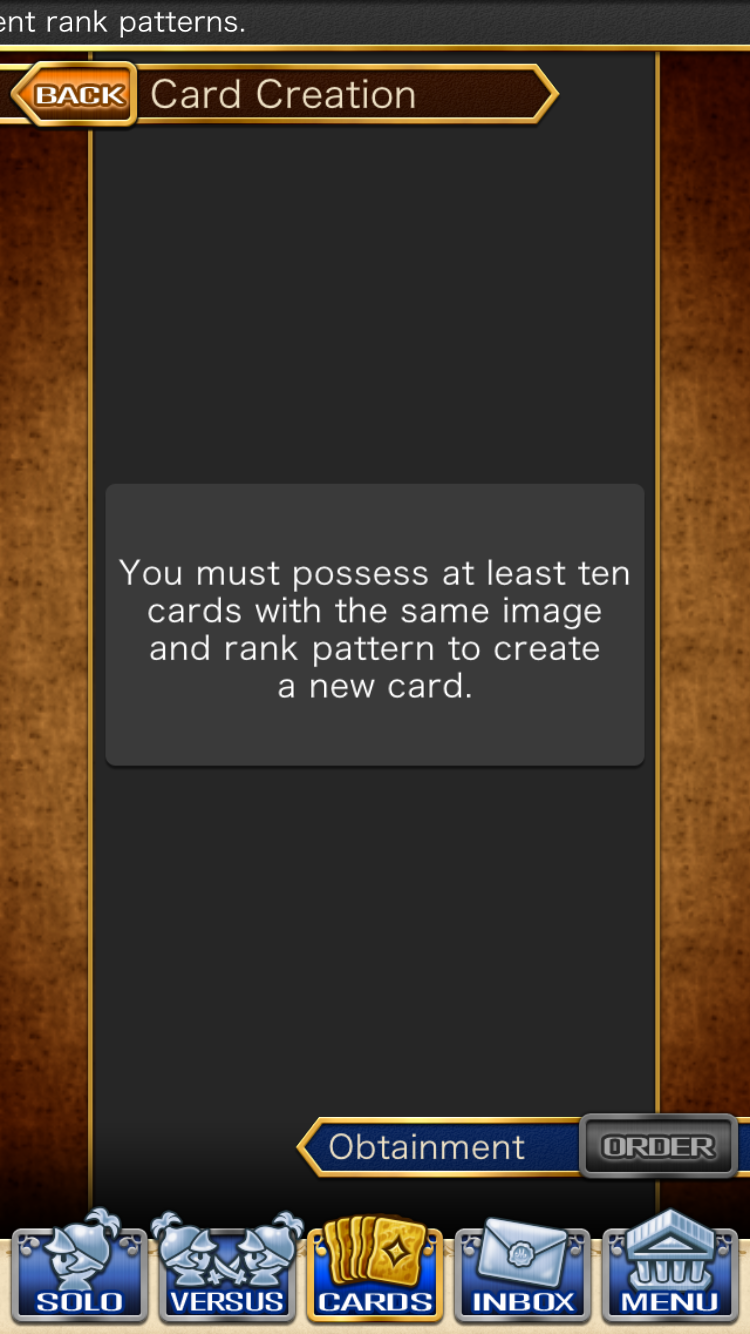 ent rank patterns.
BACK
Card Creation
You must possess at least ten
cards with the same image
and rank pattern to create
a new card.
Obtainment
ORDER
SOLO
VERSUS
CARDS
INBOX
MENU